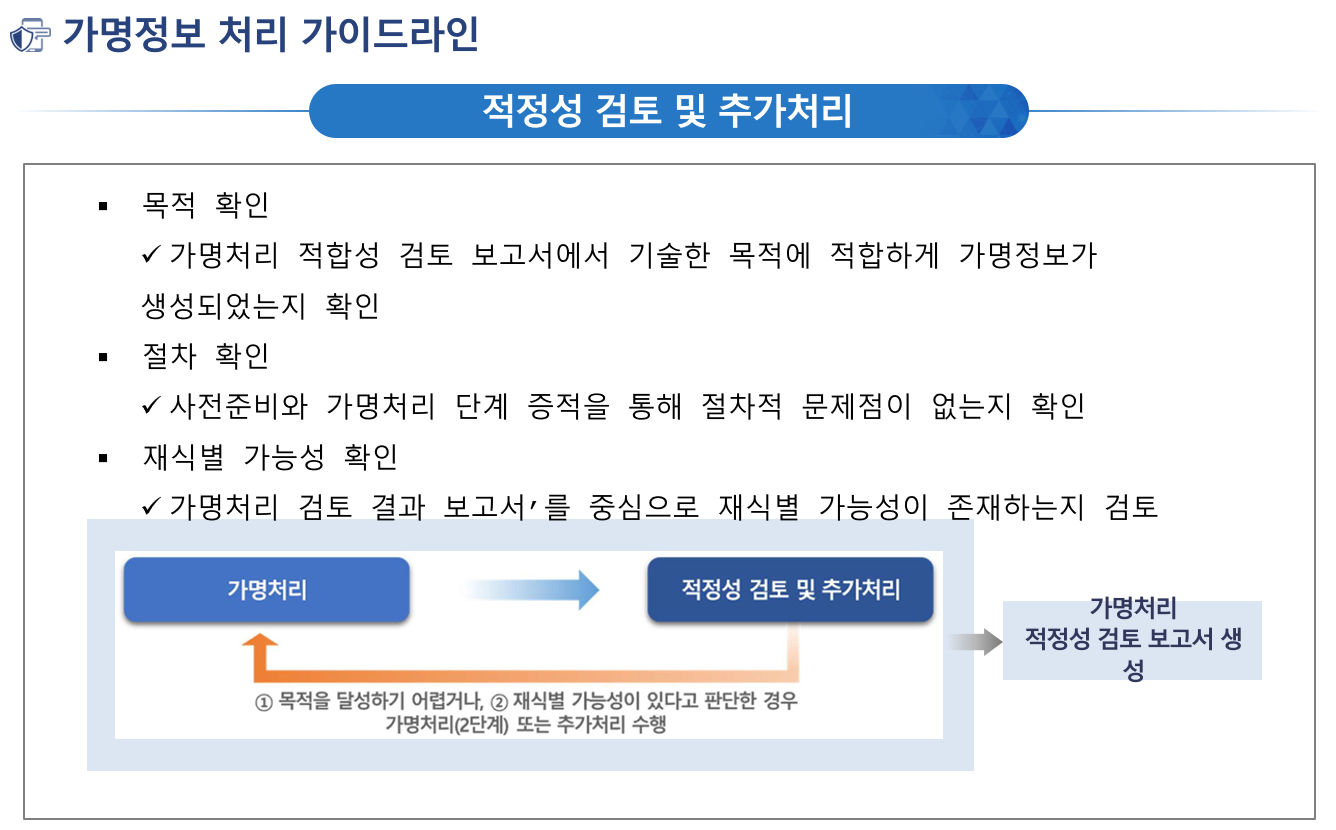 가명정보 처리 가이드라인
적정성 검토 및 추가처리
▪ 목적 확인
✓ 가명처리 적합성 검토 보고서에서 기술한 목적에 적합하게 가명정보가
생성되었는지 확인
▪ 절차 확인
✓ 사전준비와 가명처리 단계 증적을 통해 절차적 문제점이 없는지 확인
▪ 재식별 가능성 확인
✓ 가명처리 검토 결과 보고서’를 중심으로 재식별 가능성이 존재하는지 검토
가명처리
적정성 검토 및 추가처리
① 목적을 달성하기 어렵거나, ② 재식별 가능성이 있다고 판단한 경우
가명처리(2단계) 또는 추가처리 수행
가명처리
적정성 검토 보고서 생
성